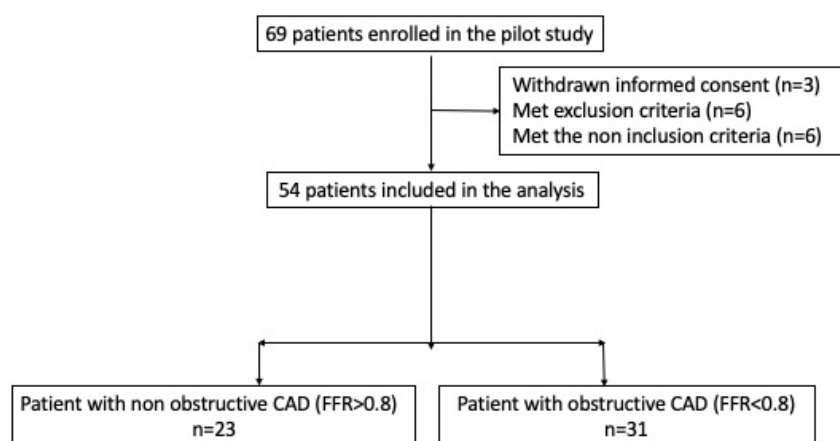 69 patients enrolled in the pilot study
Withdrawn informed consent (n=3)
Met exclusion criteria (n=6)
Met the non inclusion criteria (n=6)
54 patients included in the analysis
Patient with non obstructive CAD (FFR>0.8)
n=23
Patient with obstructive CAD (FFR<0.8)
n=31